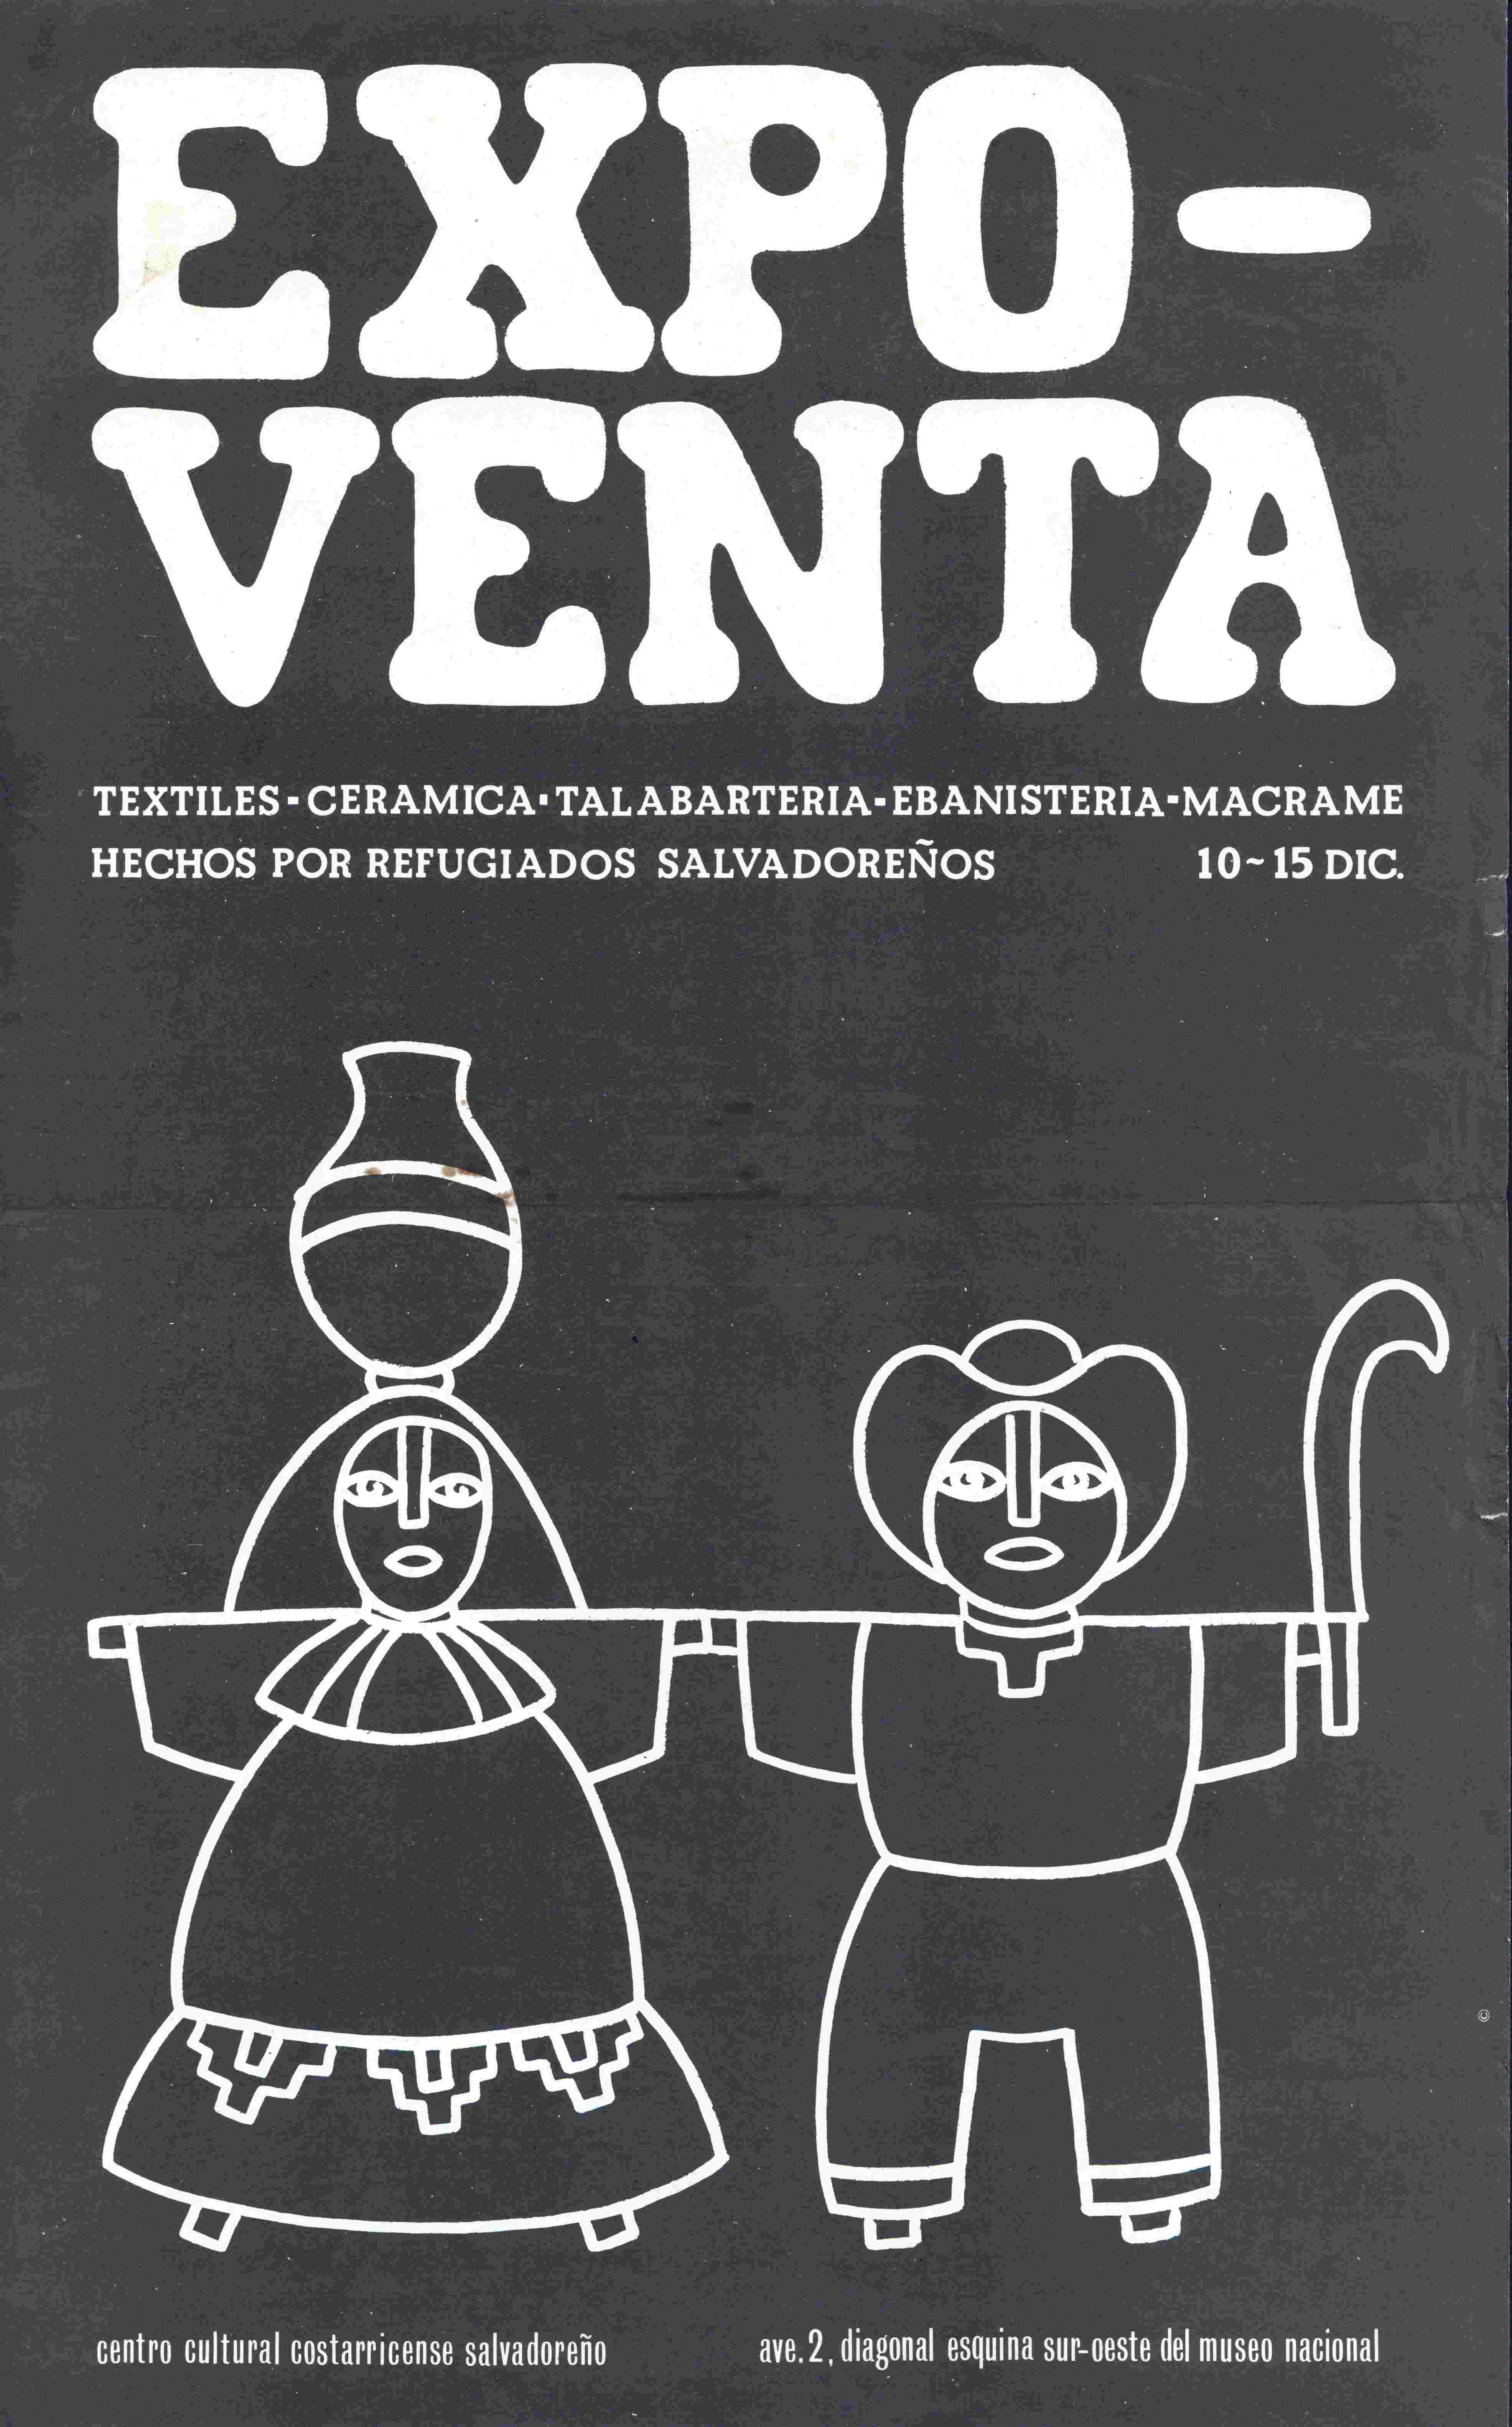 EXPO-
VENTA
TEXTILES-CERAMICA-TALABARTERIA-EBANISTERIA-MACRAME
HECHOS POR REFUGIADOS SALVADOREÑOS 10~15 DIC.
©
centro cultural costarricense salvadoreño ave.2, diagonal esquina sur-oeste del museo nacional